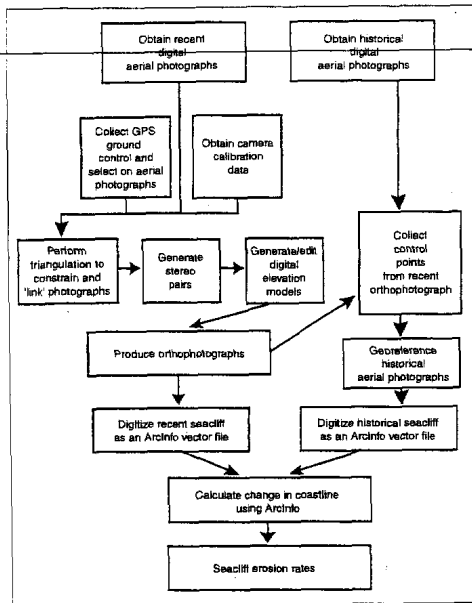 Obtain recent
digital
aerial photographs
Obtain historical
digital
aerial photographs
Collect GPS
ground
control and
select on aerial
photographs
Obtain camera
calibration
data
Perform
triangulation to
constrain and
'link' photographs
Generate
stereo
pairs
Generate/edit
digital
elevation
models
Collect
control
points
from recent
orthophotograph
Produce orthophotographs
Georeference
historical
aerial photographs
Digitize recent seacliff
as an ArcInfo vector file
Digitize historical seacliff
as an ArcInfo vector file
Calculate change in coastline
using ArcInfo
Seacliff erosion rates